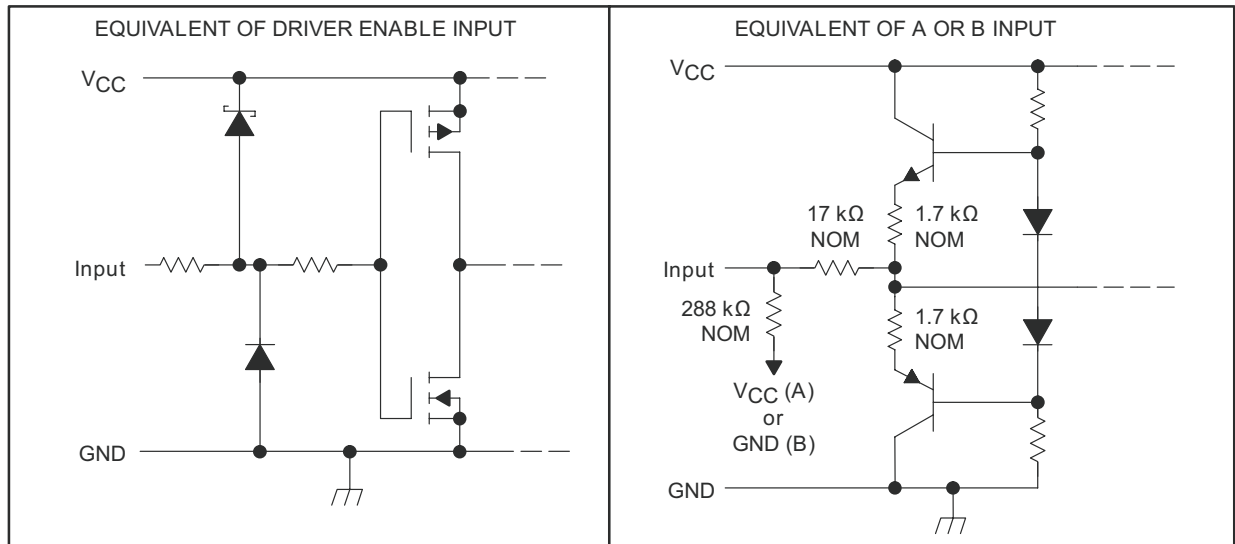 EQUIVALENT OF DRIVER ENABLE INPUT
VCC
Input
GND
EQUIVALENT OF A OR B INPUT
VCC
17 kΩ
NOM
1.7 kΩ
NOM
Input
288 kΩ
NOM
1.7 kΩ
NOM
VCC (A)
or
GND (B)
GND